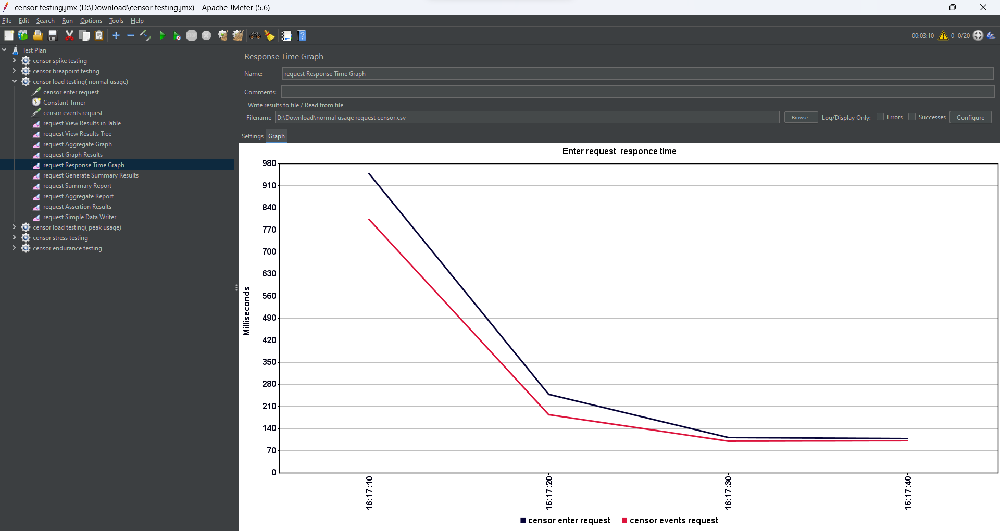 censor testing.jmx (D:\Download\censor testing.jmx) - Apache JMeter (5.6)
File Edit Search Run Options Tools Help
00:03:10 0 0/20
Test Plan
censor spike testing
censor breapoint testing
censor load testing( normal usage)
censor enter request
Constant Timer
censor events request
request View Results in Table
request View Results Tree
request Aggregate Graph
request Graph Results
request Response Time Graph
request Generate Summary Results
request Summary Report
request Aggregate Report
request Assertion Results
request Simple Data Writer
censor load testing( peak usage)
censor stress testing
censor endurance testing
Response Time Graph
Name: request Response Time Graph
Comments:
Write results to file / Read from file
Filename D:\Download\normal usage request censor.csv Browse... Log/Display Only: Errors Successes Configure
Settings Graph
Enter request  responce time
980
910
840
770
700
630
560
490
420
350
280
210
140
70
0
Milliseconds
16:17:10
16:17:20
16:17:30
16:17:40
censor enter request censor events request